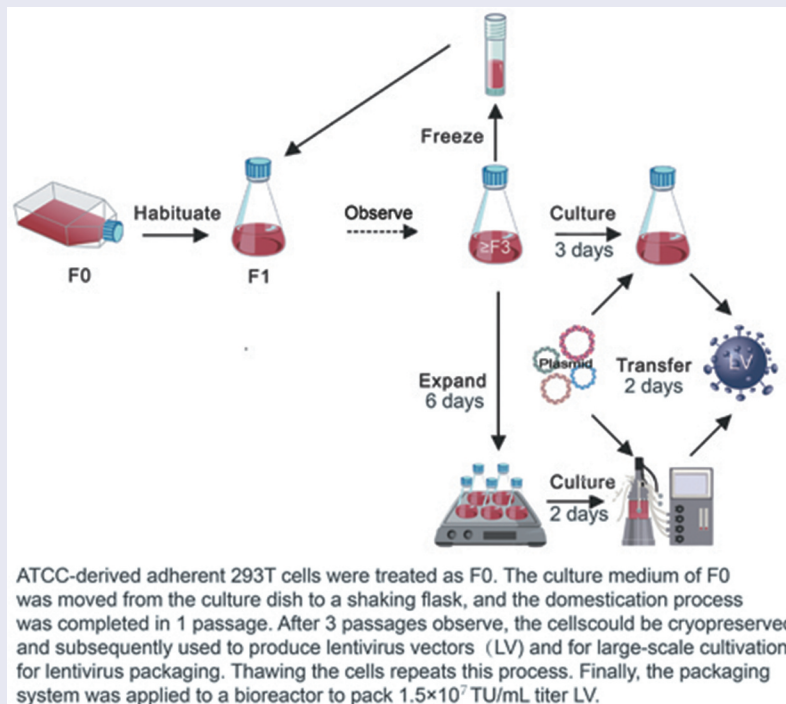 Freeze
Habituate
Observe
Culture
3 days
≥F3
F0
F1
Plasmid
Transfer
2 days
LV
Expand
6 days
Culture
2 days
ATCC-derived adherent 293T cells were treated as F0. The culture medium of F0
was moved from the culture dish to a shaking flask, and the domestication process
was completed in 1 passage. After 3 passages observe, the cellscould be cryopreserved
and subsequently used to produce lentivirus vectors (LV) and for large-scale cultivation
for lentivirus packaging. Thawing the cells repeats this process. Finally, the packaging
system was applied to a bioreactor to pack 1.5×10⁷ TU/mL titer LV.